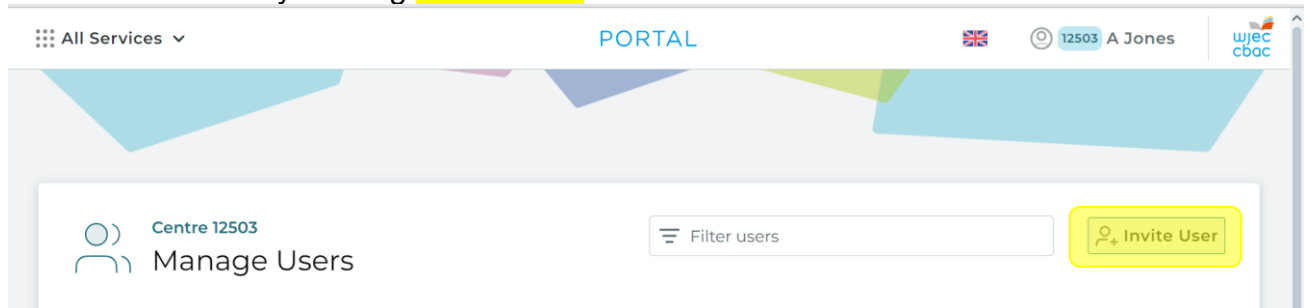 All Services
PORTAL
12503 A Jones
wjec
cbac
Centre 12503
Manage Users
Filter users
Invite User